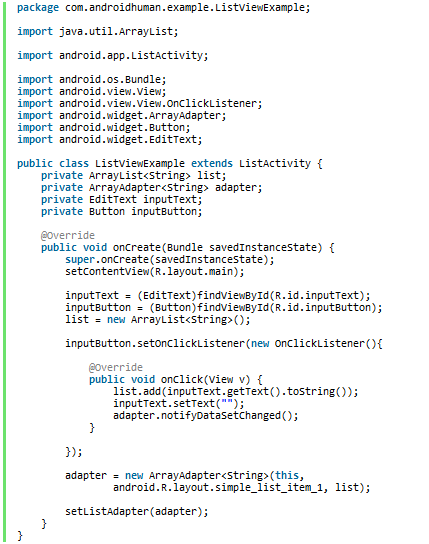 package com.androidhuman.example.ListViewExample;
import java.util.ArrayList;
import android.app.ListActivity;
import android.os.Bundle;
import android.view.View;
import android.view.View.OnClickListener;
import android.widget.ArrayAdapter;
import android.widget.Button;
import android.widget.EditText;
public class ListViewExample extends ListActivity {
    private ArrayList<String> list;
    private ArrayAdapter<String> adapter;
    private EditText inputText;
    private Button inputButton;
    @Override
    public void onCreate(Bundle savedInstanceState) {
        super.onCreate(savedInstanceState);
        setContentView(R.layout.main);
        inputText = (EditText)findViewById(R.id.inputText);
        inputButton = (Button)findViewById(R.id.inputButton);
        list = new ArrayList<String>();
        inputButton.setOnClickListener(new OnClickListener(){
            @Override
            public void onClick(View v) {
                list.add(inputText.getText().toString());
                inputText.setText("");
                adapter.notifyDataSetChanged();
            }
        });
        adapter = new ArrayAdapter<String>(this,
                android.R.layout.simple_list_item_1, list);
        setListAdapter(adapter);
    }
}